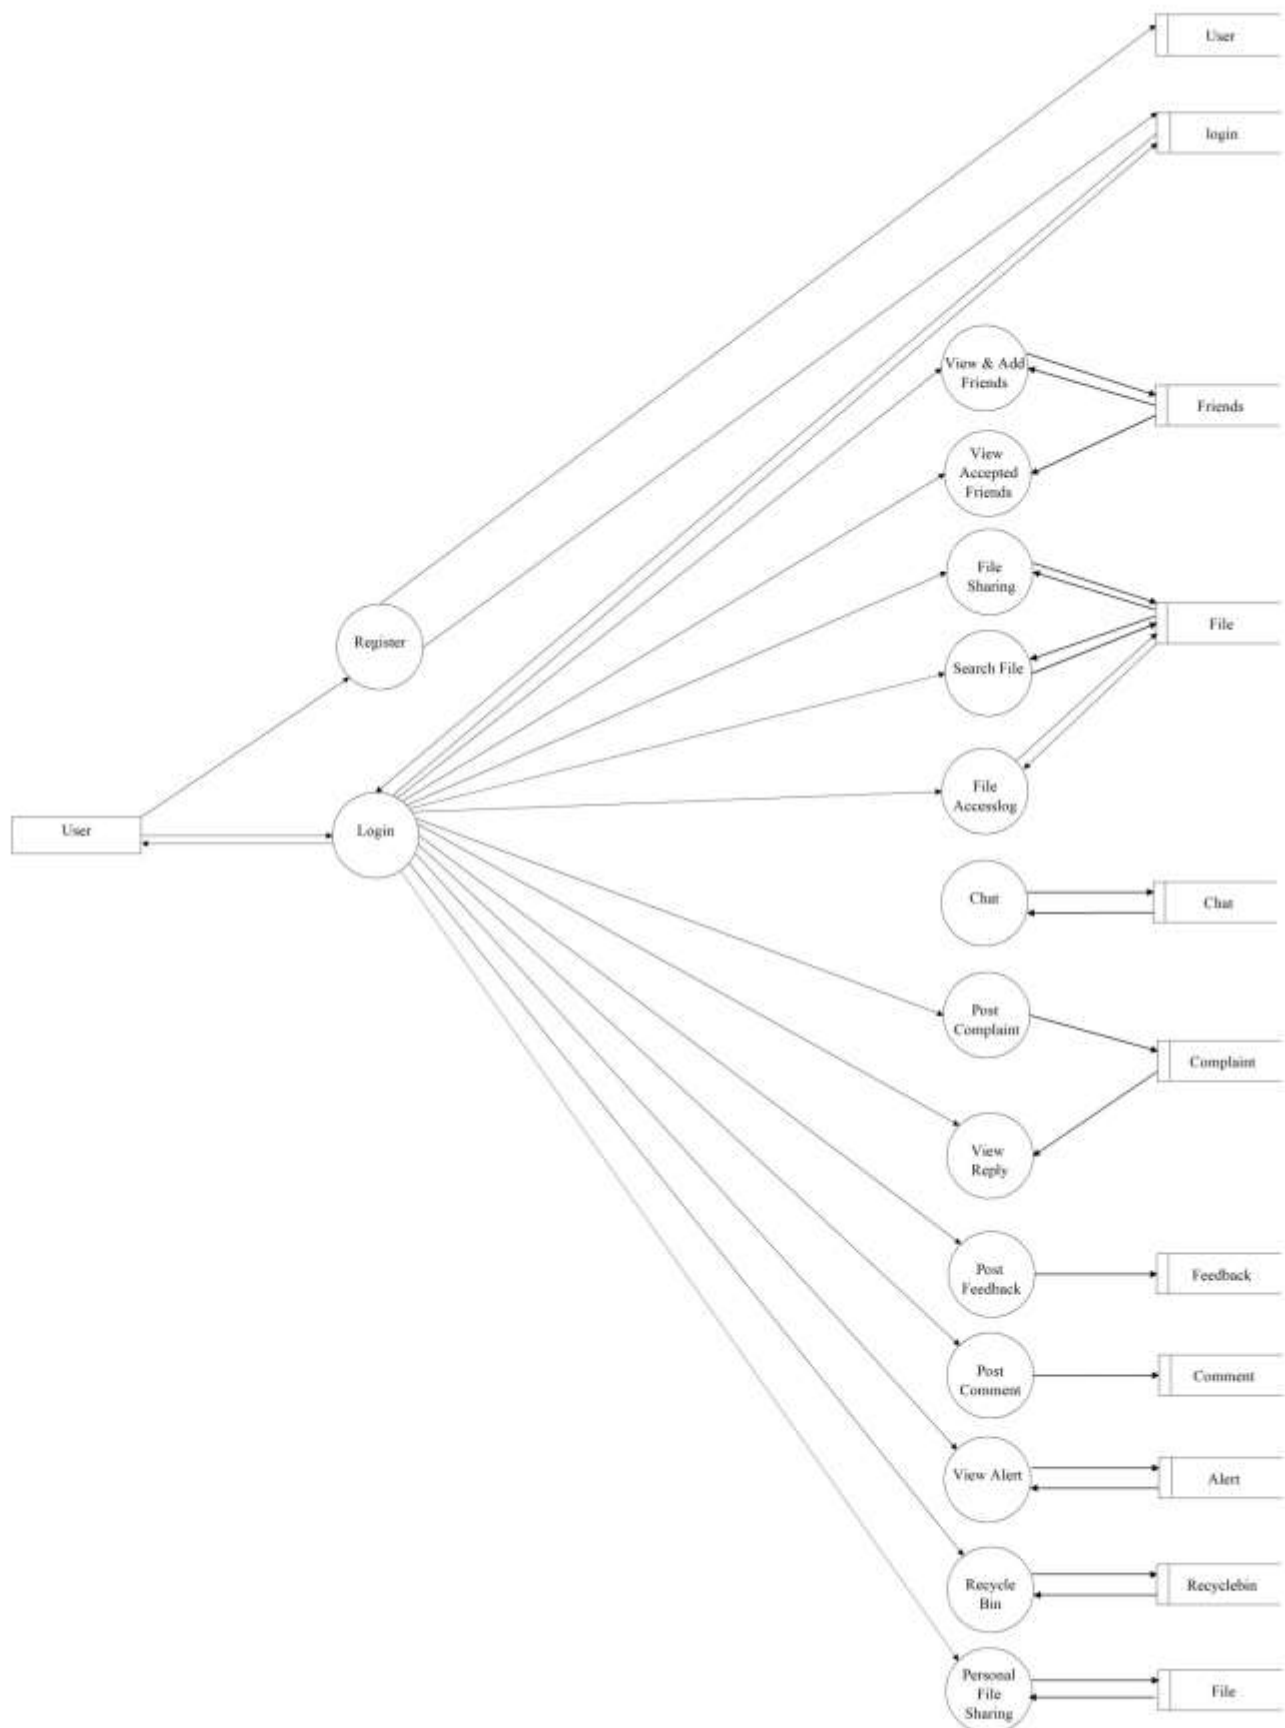 User
login
View & Add
Friends
Friends
View
Accepted
Friends
File
Sharing
File
Register
Search File
File
Accesslog
User
Login
Chat
Chat
Post
Complaint
Complaint
View
Reply
Post
Feedback
Feedback
Post
Comment
Comment
View Alert
Alert
Recycle
Bin
Recyclebin
Personal
File
Sharing
File